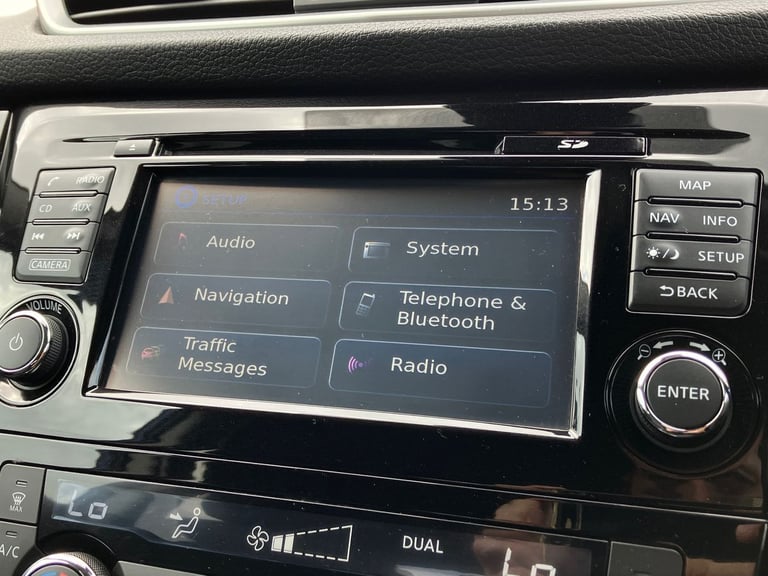 SD
RADIO
CD AUX
CAMERA
VOLUME
SETUP
15:13
Audio
System
Navigation
Telephone &
Bluetooth
Traffic
Messages
Radio
MAP
NAV INFO
SETUP
BACK
ENTER
MAX
A/C
Lo
DUAL
Lo